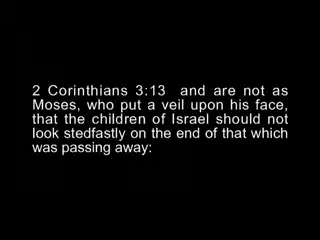 2 Corinthians 3:13  and are not as
Moses, who put a veil upon his face,
that the children of Israel should not
look stedfastly on the end of that which
was passing away: